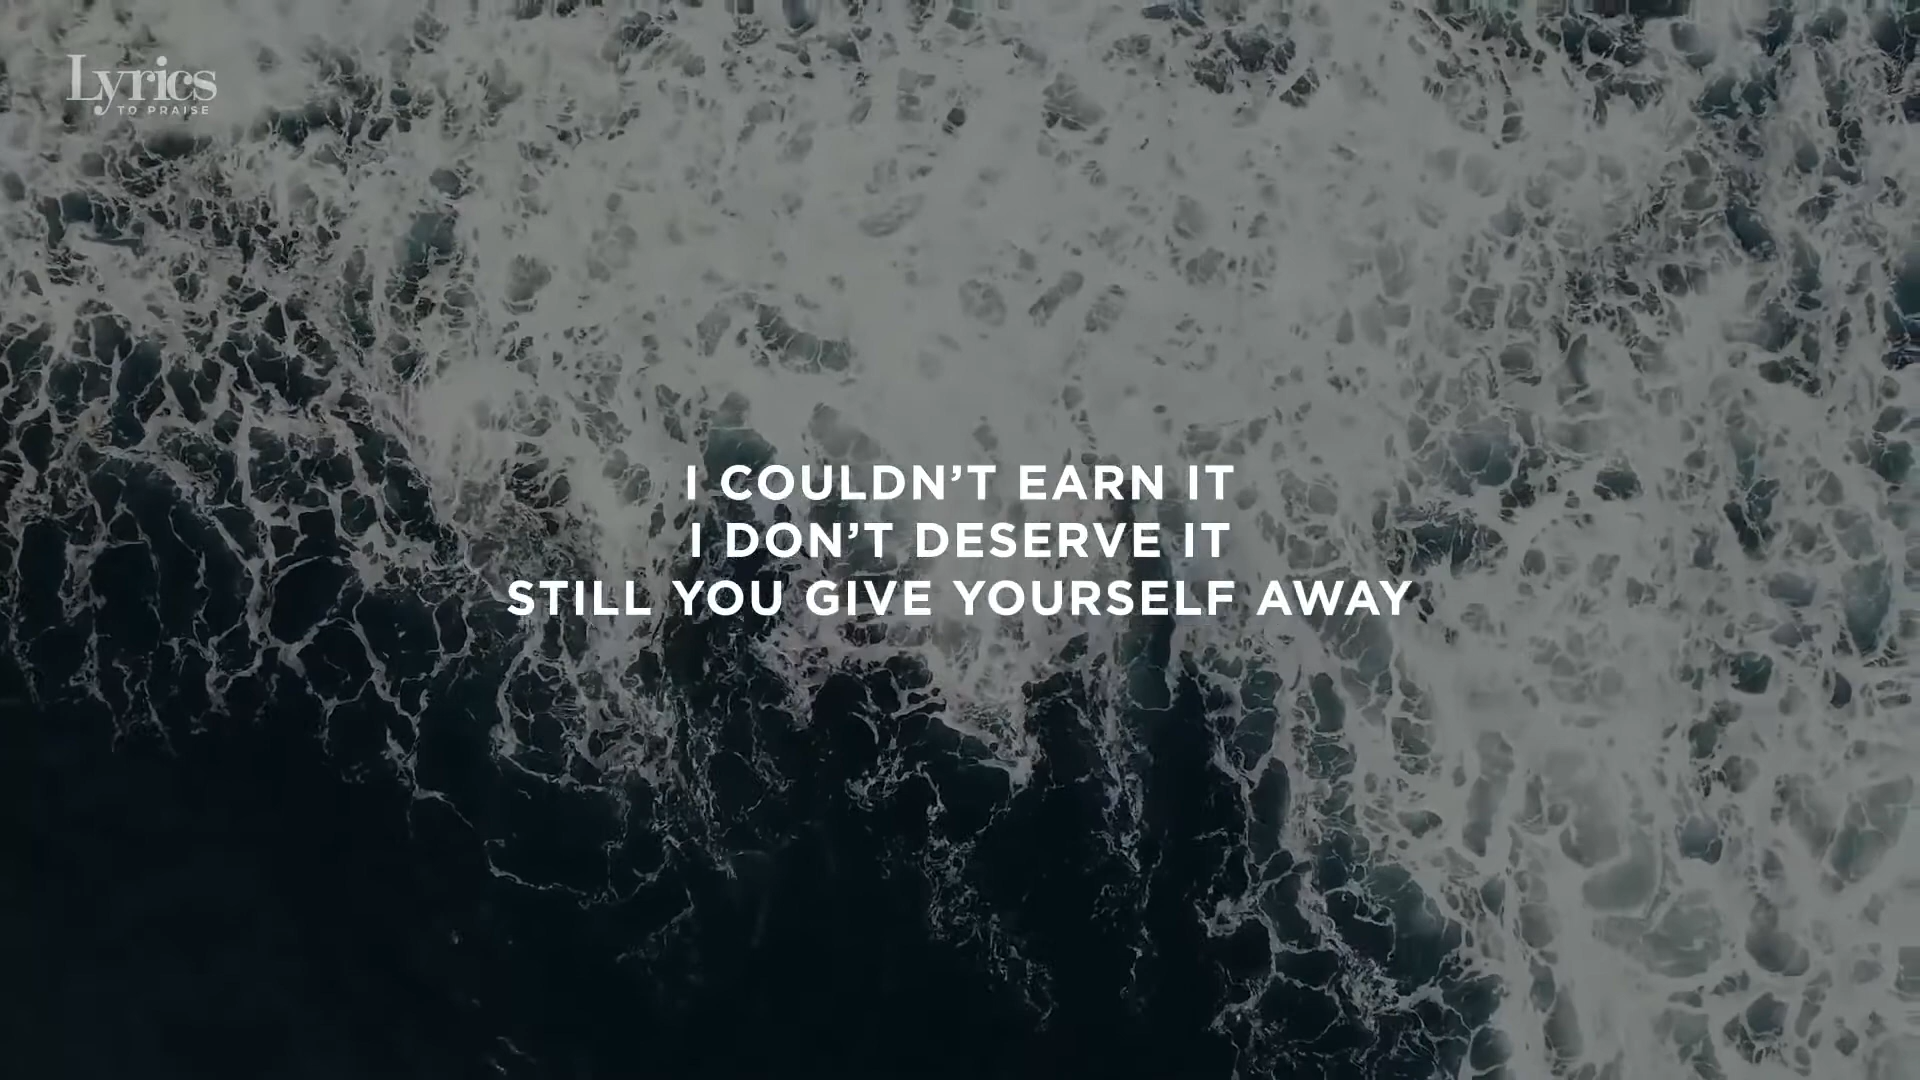 Lyrics
TO PRAISE
I COULDN’T EARN IT
I DON’T DESERVE IT
STILL YOU GIVE YOURSELF AWAY